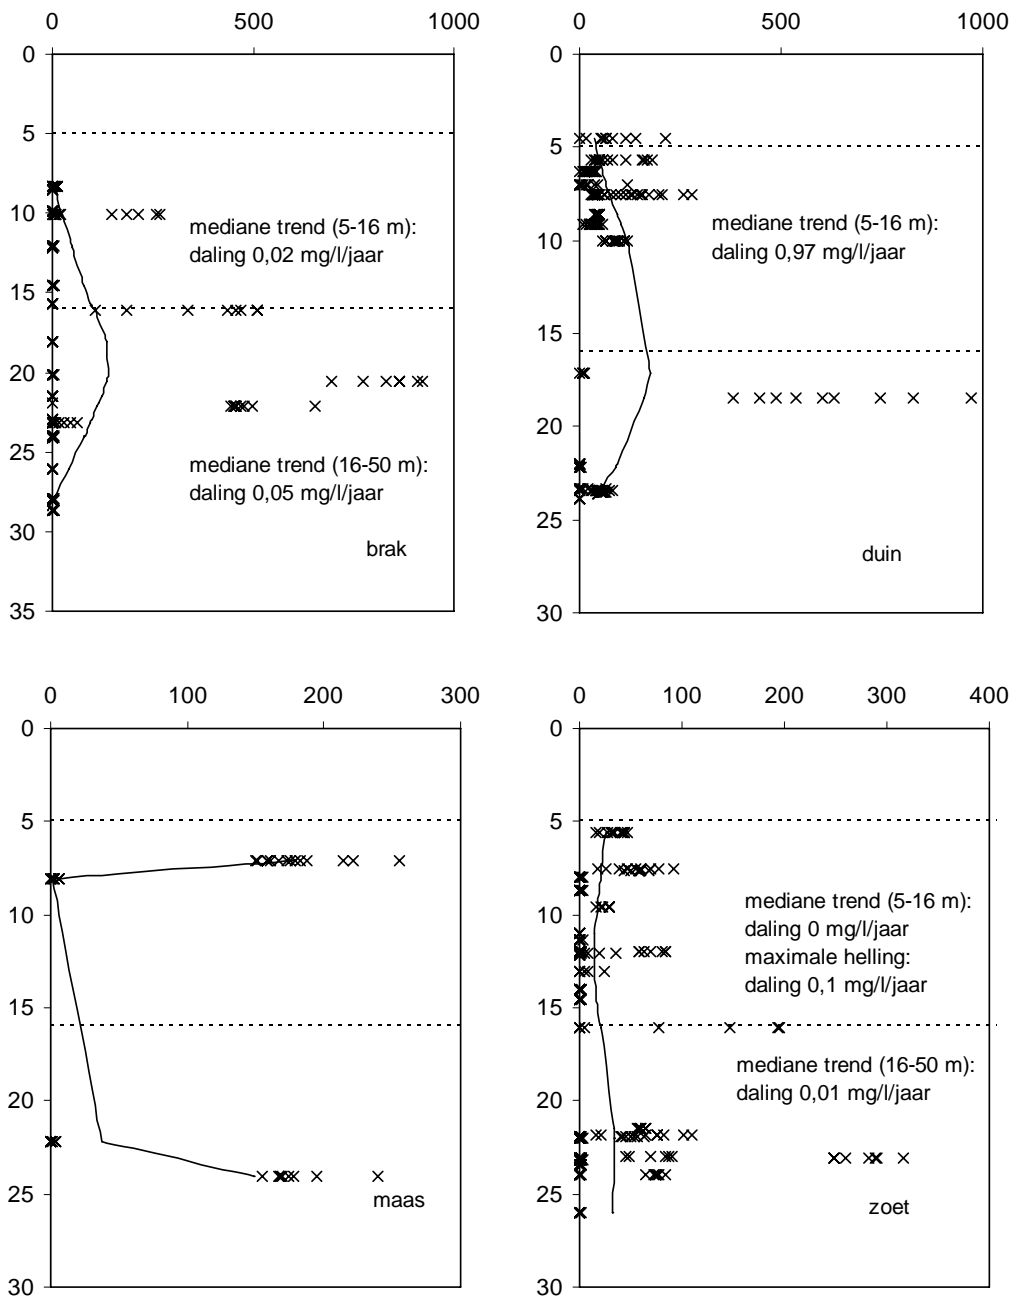 0 500 1000
0
5
10
15
20
25
30
35
mediane trend (5-16 m):
daling 0,02 mg/l/jaar
mediane trend (16-50 m):
daling 0,05 mg/l/jaar
brak
0 500 1000
0
5
10
15
20
25
30
mediane trend (5-16 m):
daling 0,97 mg/l/jaar
duin
0 100 200 300
0
5
10
15
20
25
30
maas
0 100 200 300 400
0
5
10
15
20
25
30
mediane trend (5-16 m):
daling 0 mg/l/jaar
maximale helling:
daling 0,1 mg/l/jaar
mediane trend (16-50 m):
daling 0,01 mg/l/jaar
zoet